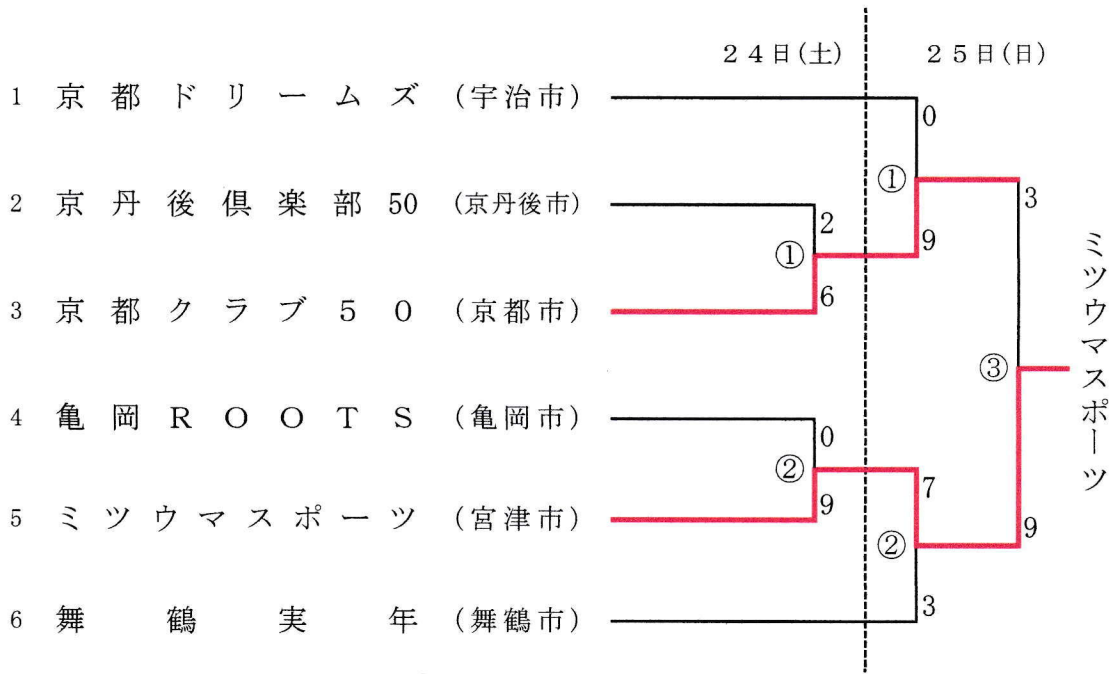 ２４日(土) ２５日(日)
1 京都ドリームズ (宇治市)
0
①
3
2 京丹後倶楽部50 (京丹後市)
2
①
9
3 京都クラブ５０ (京都市)
6
③
ミツウマスポーツ
4 亀岡ＲＯＯＴＳ (亀岡市)
0
②
7
5 ミツウマスポーツ (宮津市)
9
②
9
6 舞鶴実年 (舞鶴市)
3